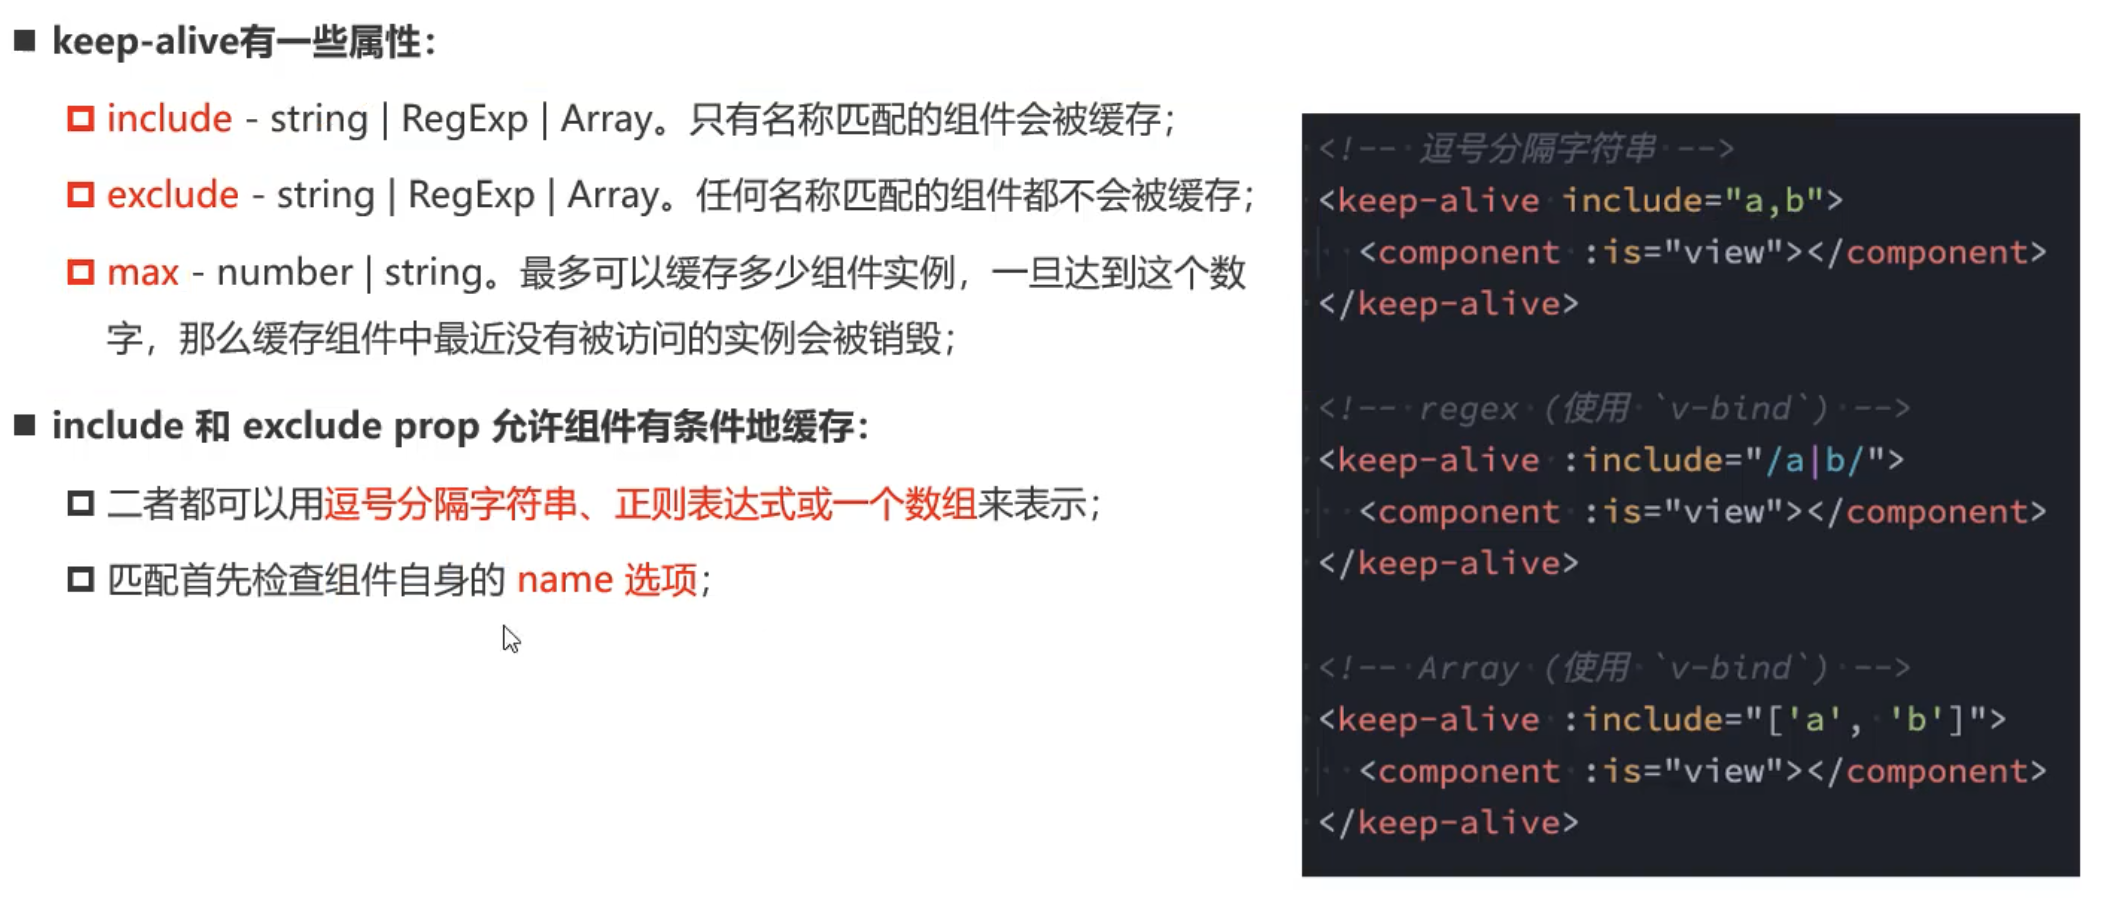 keep-alive有一些属性：
include - string | RegExp | Array。只有名称匹配的组件会被缓存；
exclude - string | RegExp | Array。任何名称匹配的组件都不会被缓存；
max - number | string。最多可以缓存多少组件实例，一旦达到这个数
字，那么缓存组件中最近没有被访问的实例会被销毁；
include 和 exclude prop 允许组件有条件地缓存：
二者都可以用逗号分隔字符串、正则表达式或一个数组来表示；
匹配首先检查组件自身的 name 选项；
<!-- 逗号分隔字符串 -->
<keep-alive include="a,b">
  <component :is="view"></component>
</keep-alive>
<!-- regex (使用 `v-bind`) -->
<keep-alive :include="/a|b/">
  <component :is="view"></component>
</keep-alive>
<!-- Array (使用 `v-bind`) -->
<keep-alive :include="['a', 'b']">
  <component :is="view"></component>
</keep-alive>